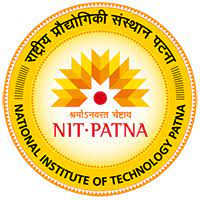 राष्ट्रीय प्रौद्योगिकी संस्थान पटना
श्रमोऽनवरत चेष्टाय
NIT·PATNA
NATIONAL INSTITUTE OF TECHNOLOGY PATNA